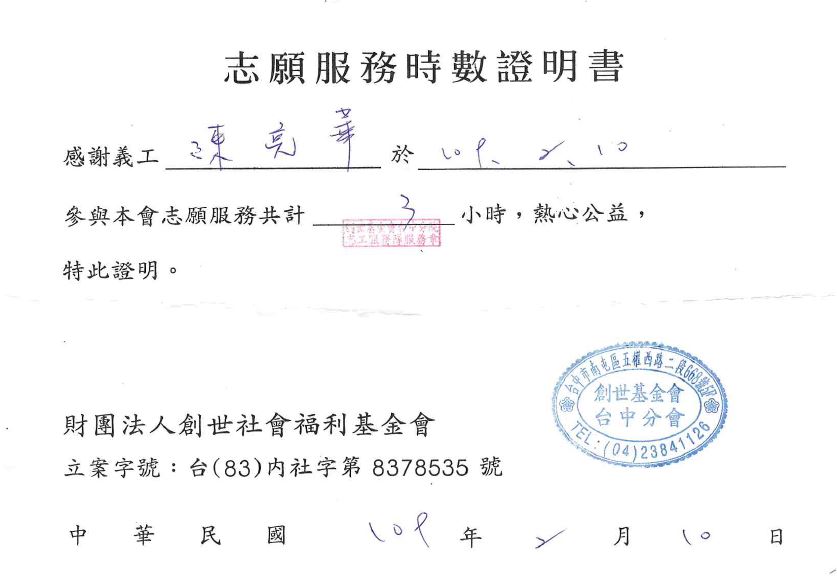 志願服務時數證明書
感謝義工 陳亮華 於 109. 2. 10
參與本會志願服務共計 3 小時，熱心公益，
特此證明。
台中市南屯區五權西路二段668號
創世基金會
台中分會
TEL：(04)23841126
財團法人創世社會福利基金會
立案字號：台(83)内社字第 8378535 號
中華民國 109 年 2 月 10 日